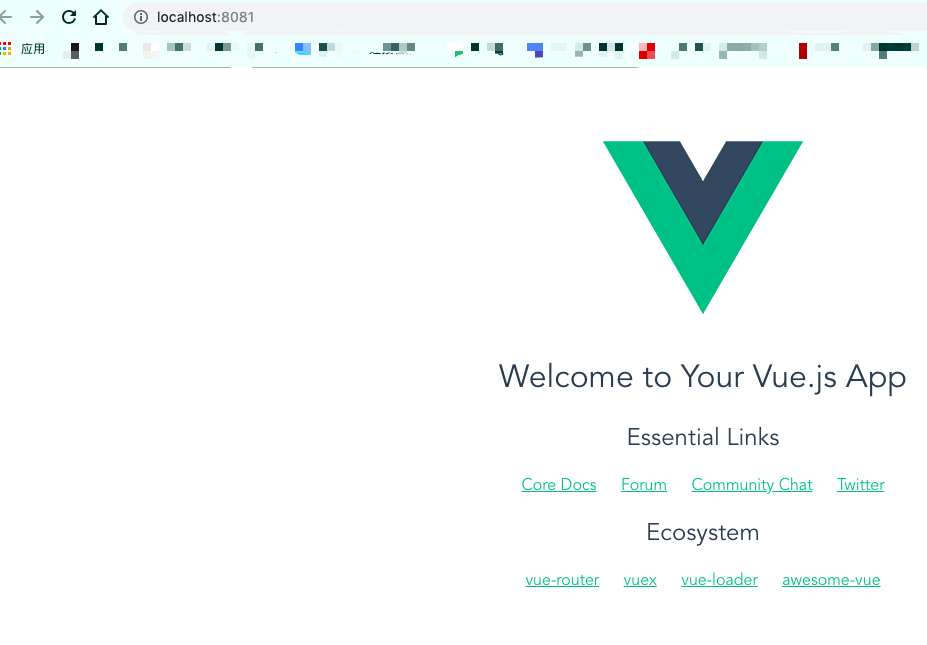 localhost:8081
应用
Welcome to Your Vue.js App
Essential Links
Core Docs Forum Community Chat Twitter
Ecosystem
vue-router vuex vue-loader awesome-vue